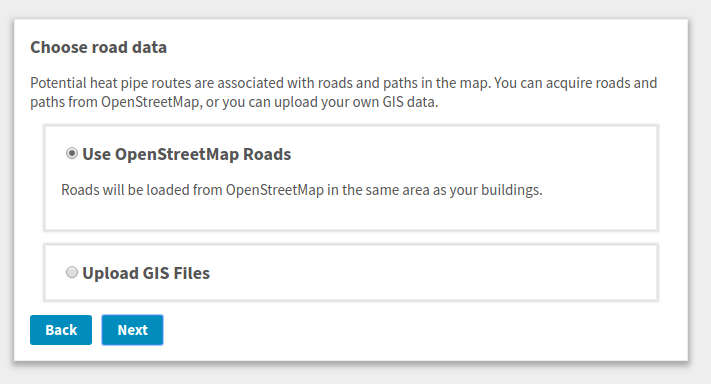 Choose road data
Potential heat pipe routes are associated with roads and paths in the map. You can acquire roads and
paths from OpenStreetMap, or you can upload your own GIS data.
Use OpenStreetMap Roads
Roads will be loaded from OpenStreetMap in the same area as your buildings.
Upload GIS Files
Back Next